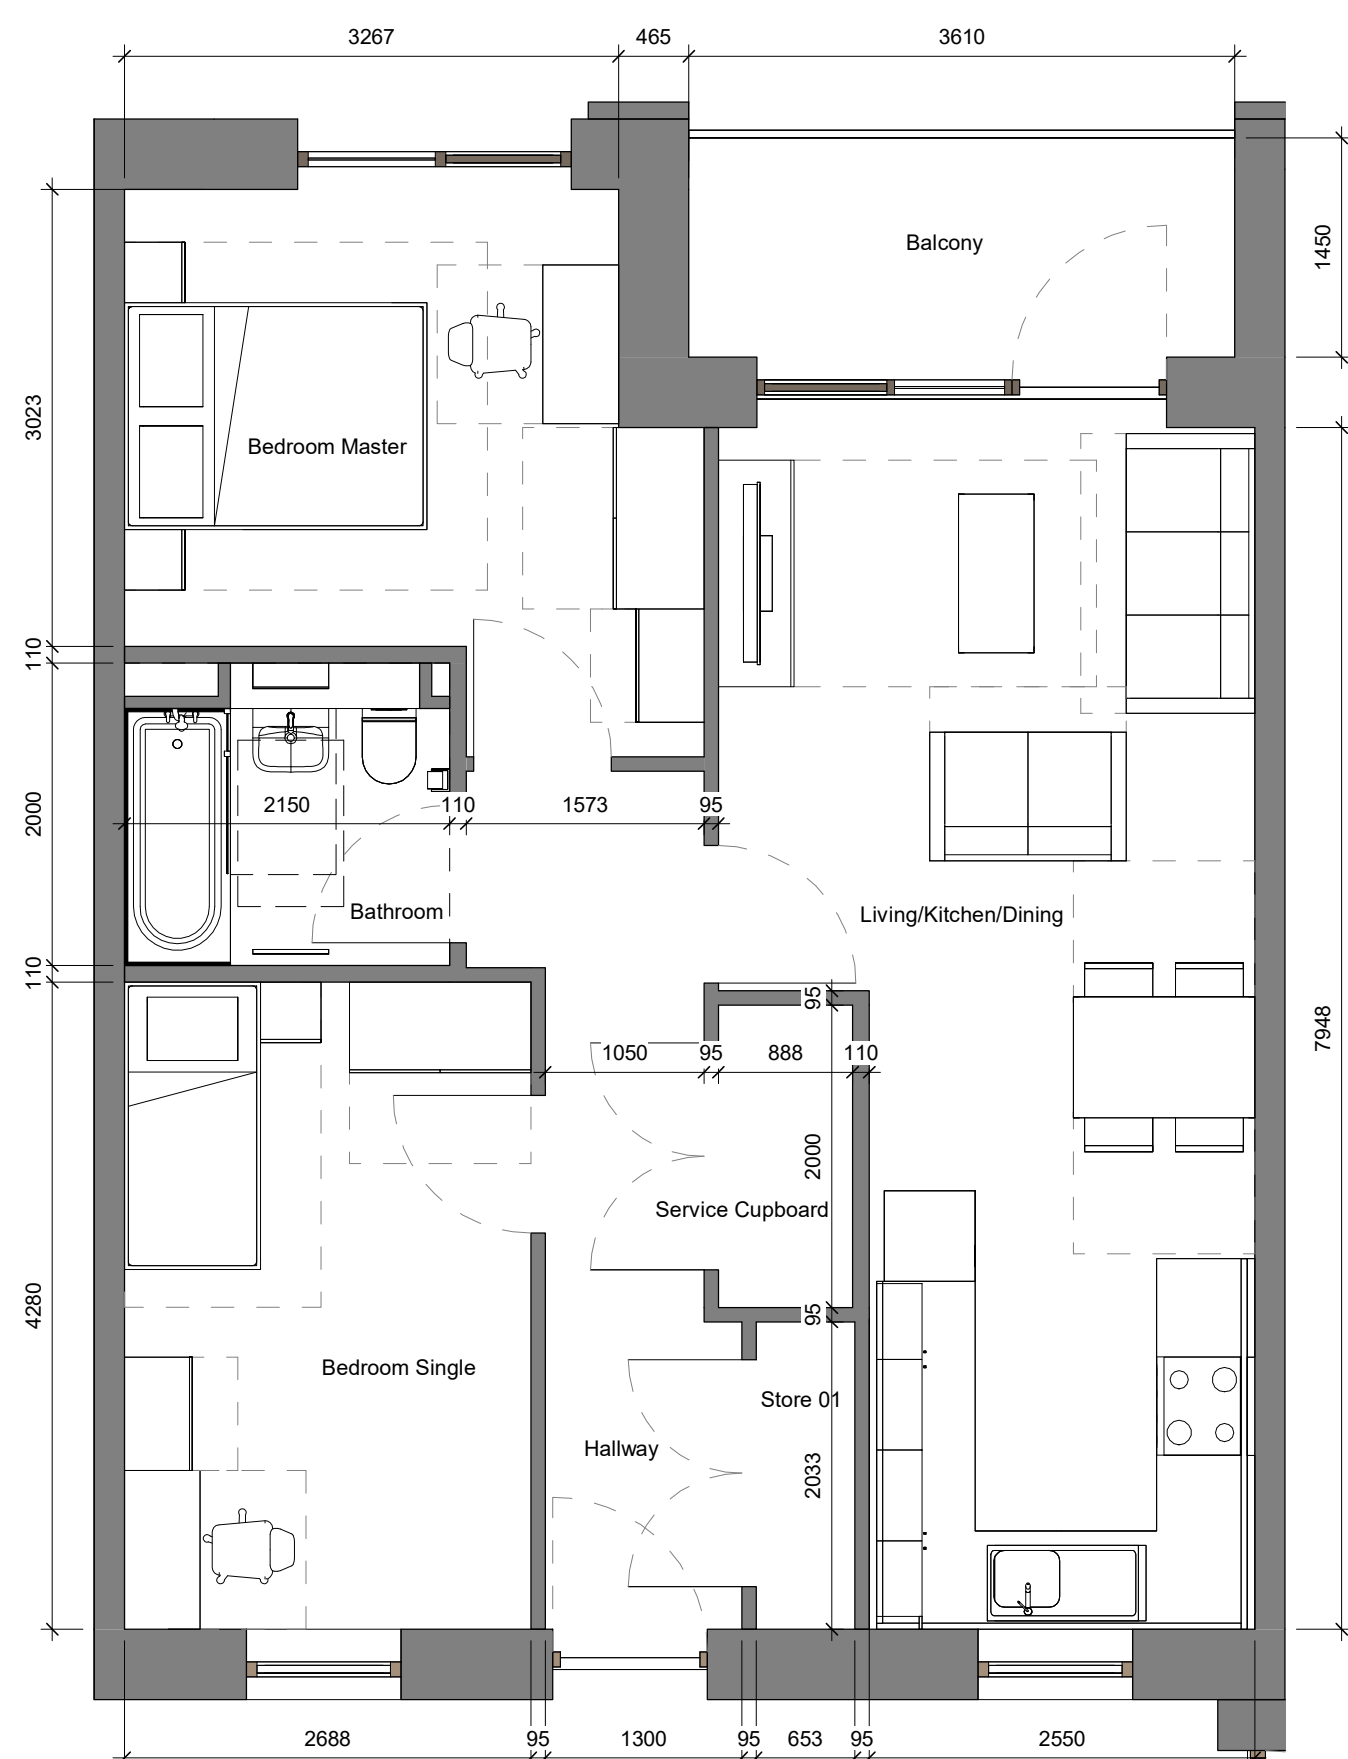 3267 465 3610
Balcony
1450
3023
Bedroom Master
110
2000
2150 110 1573 95
Bathroom
Living/Kitchen/Dining
110
95
7948
1050 95 888 110
2000
Service Cupboard
4280
95
Bedroom Single
Store 01
Hallway
2033
2688 95 1300 95 653 95 2550